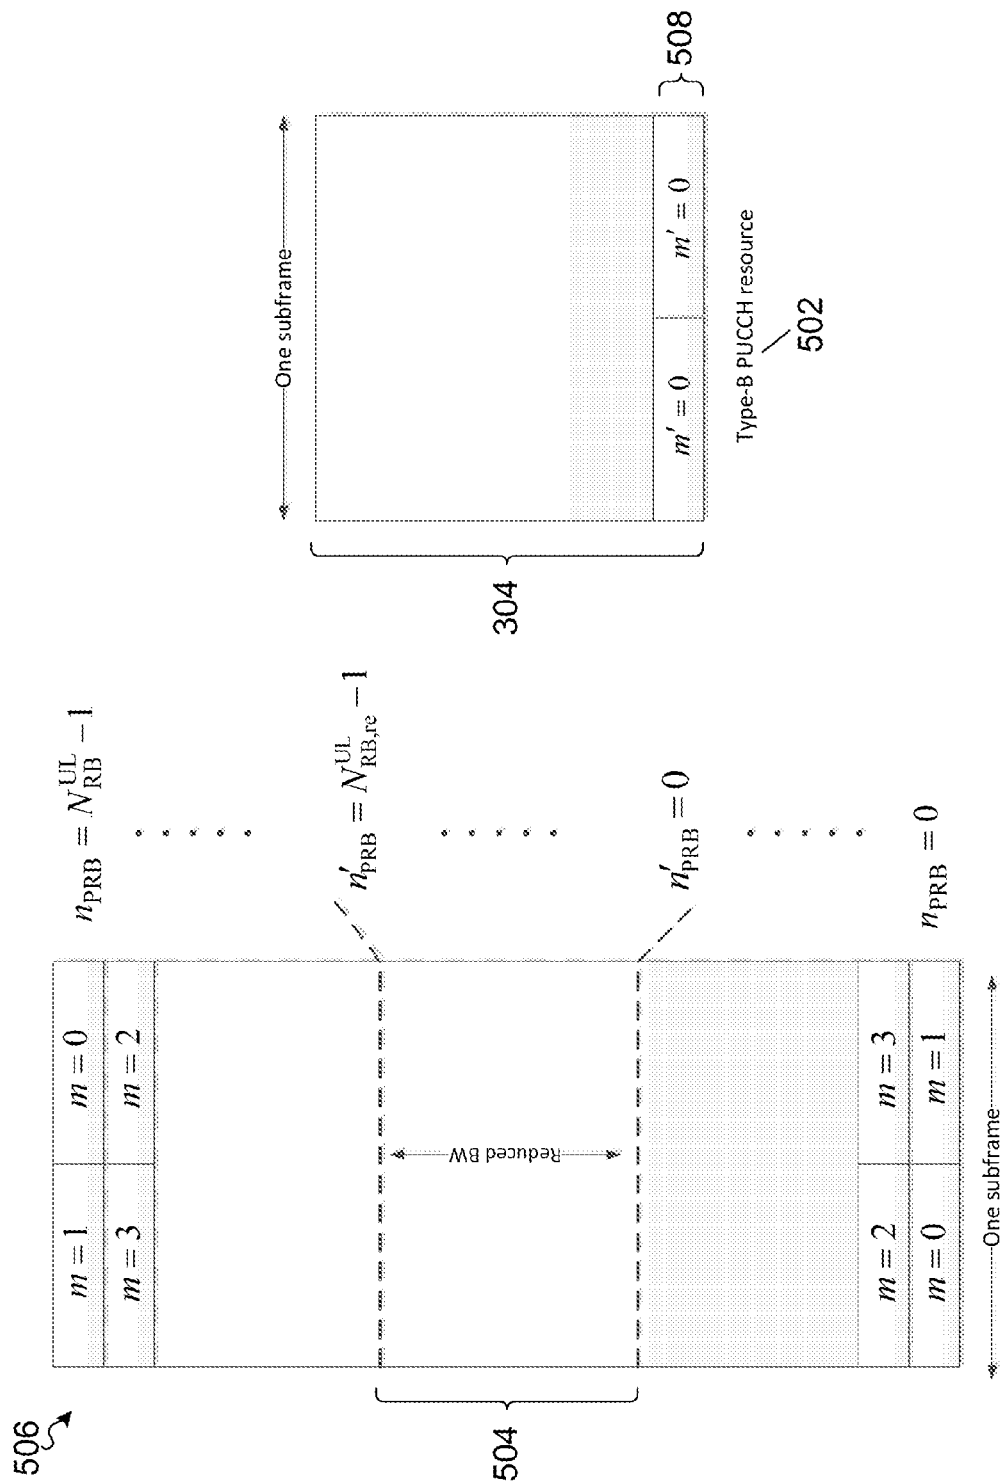 506
m = 1 m = 0
m = 3 m = 2
n_PRB = N_RB^UL − 1
n′_PRB = N_RB,re^UL − 1
504
Reduced BW
n′_PRB = 0
m = 2 m = 3
m = 0 m = 1
n_PRB = 0
One subframe
One subframe
304
m′ = 0 m′ = 0
508
Type-B PUCCH resource
502